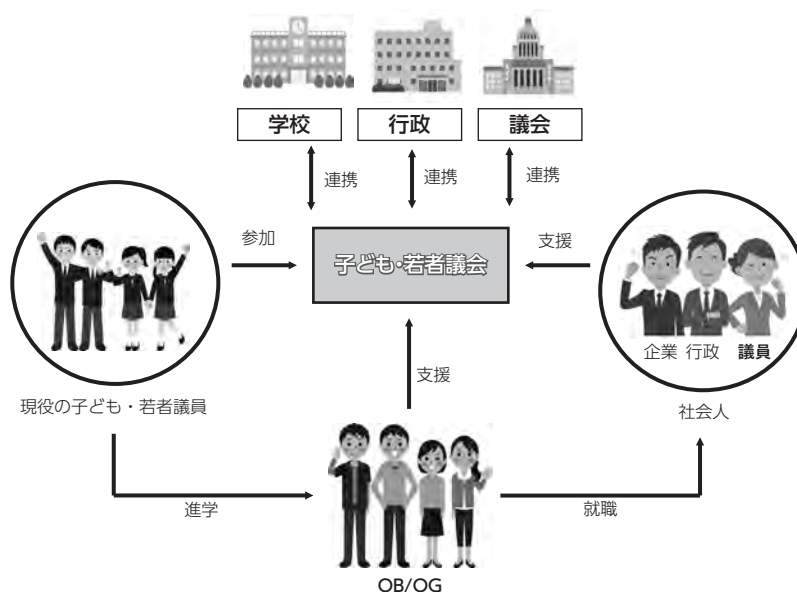 学校
行政
議会
連携
連携
連携
参加
子ども・若者議会
支援
企業 行政 議員
支援
現役の子ども・若者議員
社会人
進学
就職
OB/OG